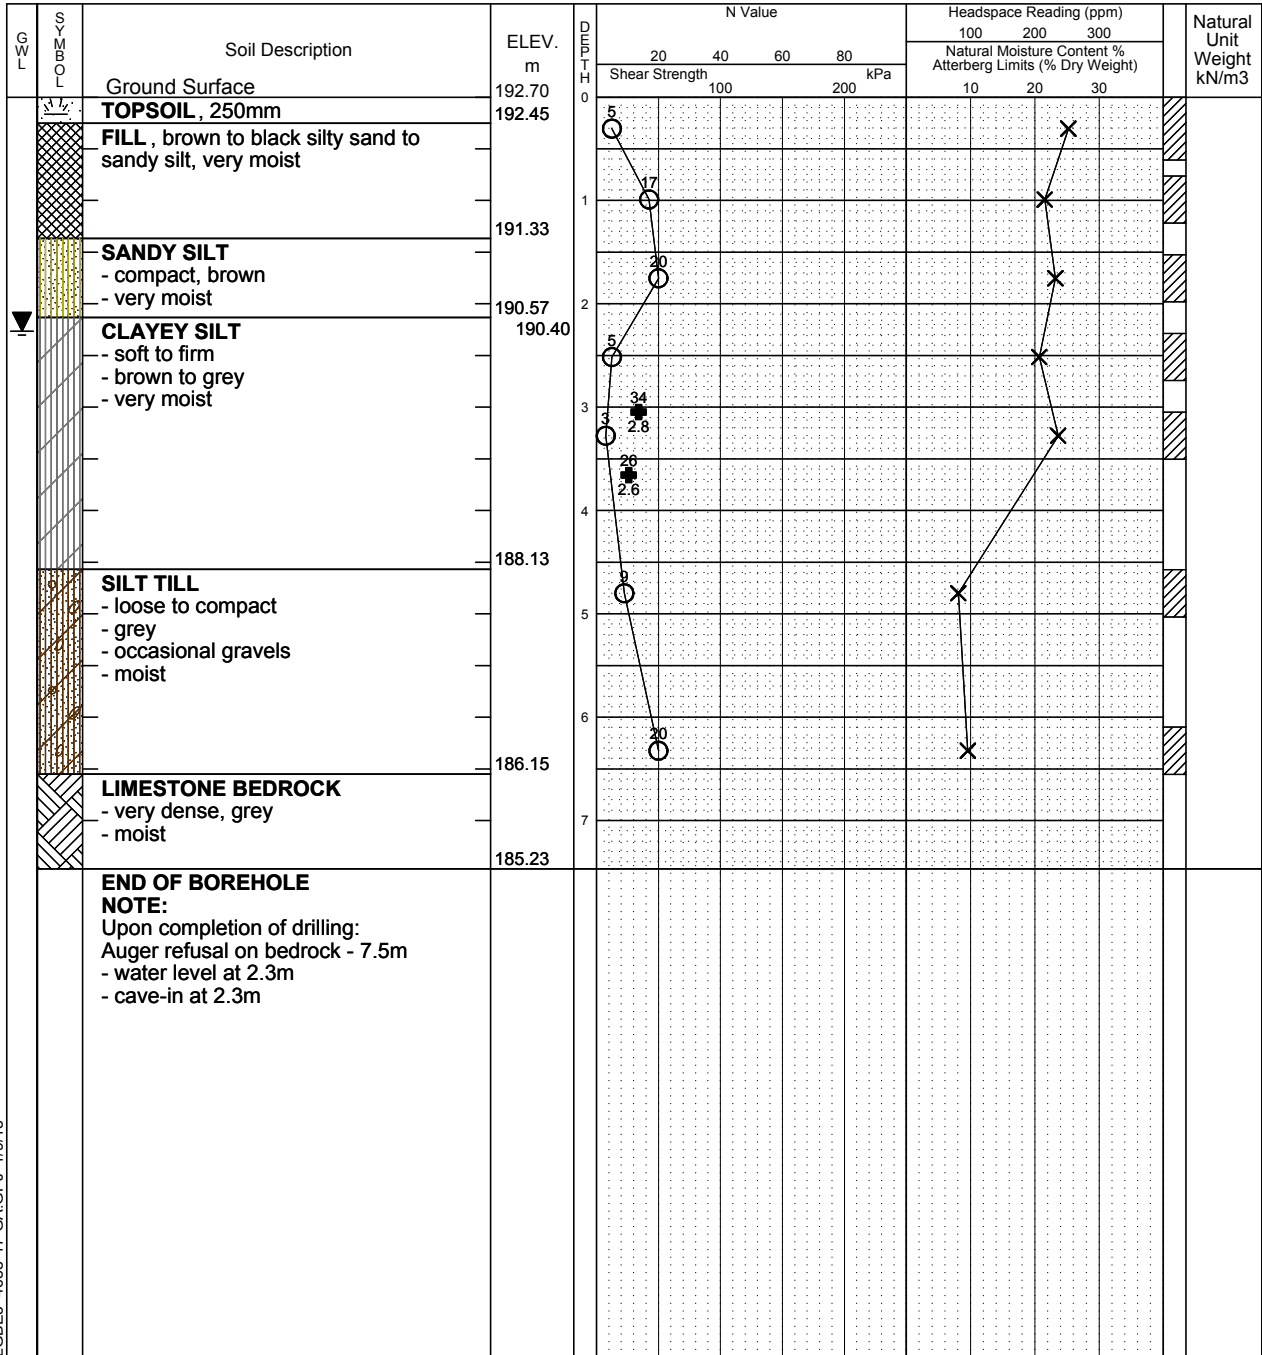 GWL
SYMBOL
Soil Description
Ground Surface
ELEV.
m
192.70
DEPTH
N Value
20 40 60 80
Shear Strength kPa
100 200
Headspace Reading (ppm)
100 200 300
Natural Moisture Content %
Atterberg Limits (% Dry Weight)
10 20 30
Natural
Unit
Weight
kN/m3
0
TOPSOIL, 250mm
192.45
5
FILL, brown to black silty sand to
sandy silt, very moist
17
1
191.33
SANDY SILT
- compact, brown
- very moist
20
2
190.57
190.40
CLAYEY SILT
- soft to firm
- brown to grey
- very moist
5
3
34
2.8
3
26
2.6
4
188.13
SILT TILL
- loose to compact
- grey
- occasional gravels
- moist
9
5
6
20
186.15
LIMESTONE BEDROCK
- very dense, grey
- moist
7
185.23
END OF BOREHOLE
NOTE:
Upon completion of drilling:
Auger refusal on bedrock - 7.5m
- water level at 2.3m
- cave-in at 2.3m